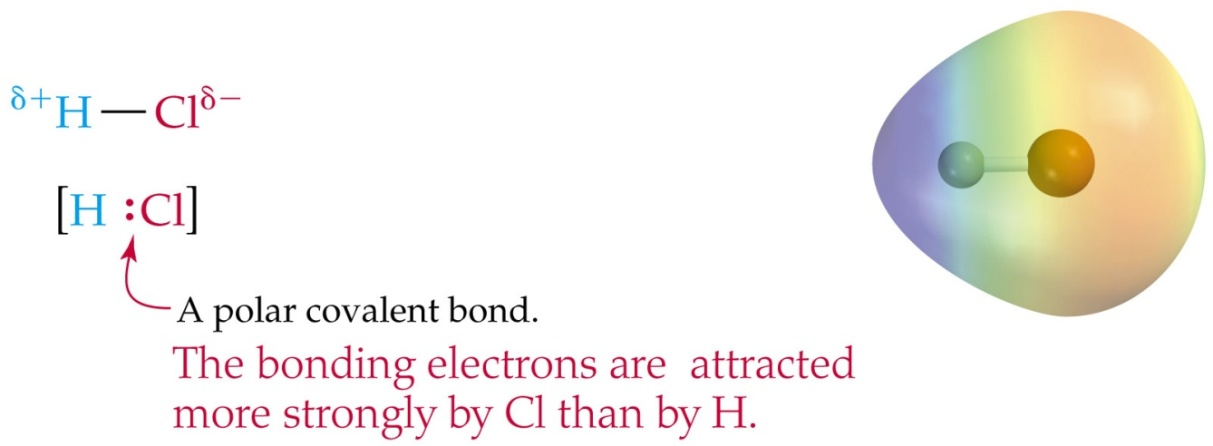 δ+H—Clδ−
[H :Cl]
A polar covalent bond.
The bonding electrons are attracted
more strongly by Cl than by H.